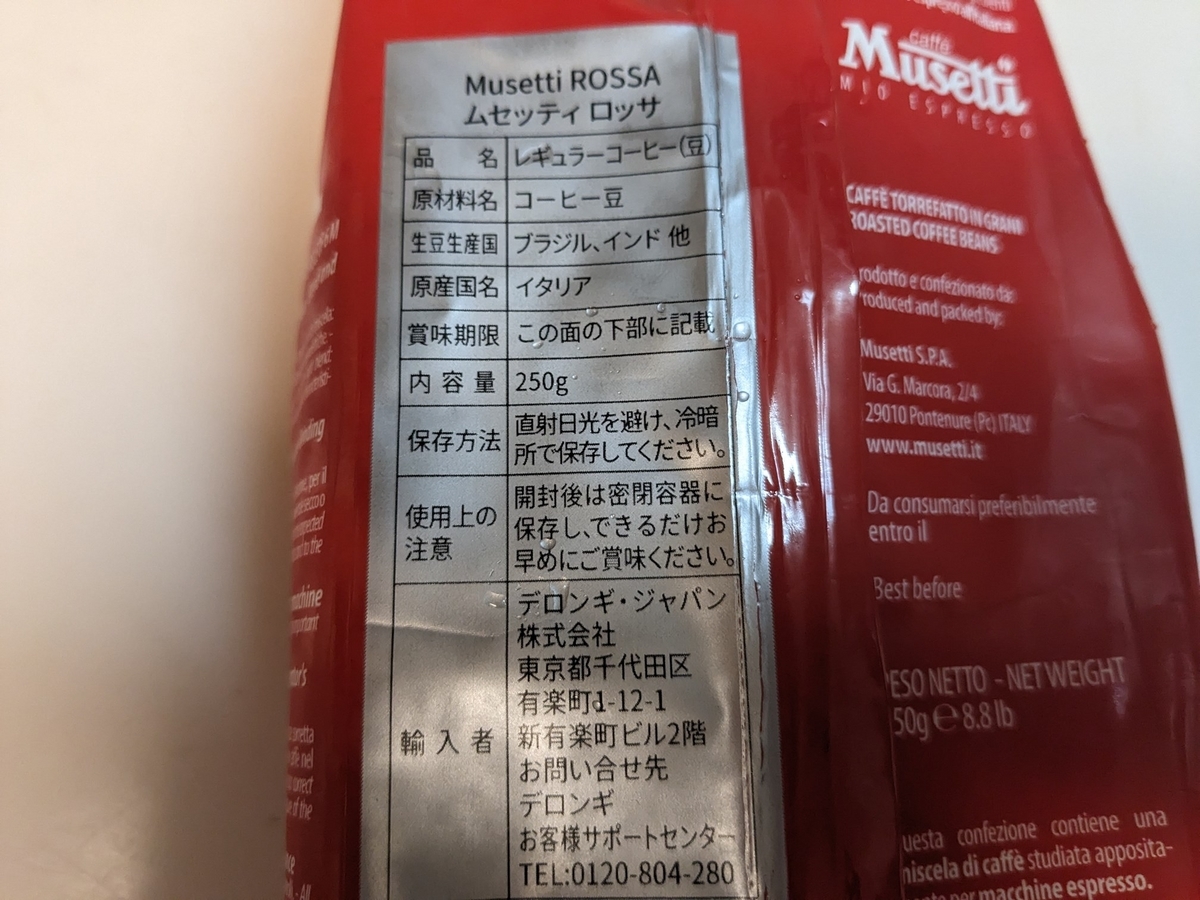 Musetti ROSSA
ムセッティ ロッサ
品 名 レギュラーコーヒー(豆)
原材料名 コーヒー豆
生豆生産国 ブラジル、インド 他
原産国名 イタリア
賞味期限 この面の下部に記載
内容量 250g
保存方法 直射日光を避け、冷暗
所で保存してください。
使用上の
注意
開封後は密閉容器に
保存し、できるだけお
早めにご賞味ください。
輸入者
デロンギ・ジャパン
株式会社
東京都千代田区
有楽町1-12-1
新有楽町ビル2階
お問い合せ先
デロンギ
お客様サポートセンター
TEL:0120-804-280
caffè
Musetti
MIO ESPRESSO
CAFFÈ TORREFATTO IN GRANI
ROASTED COFFEE BEANS
rodotto e confezionato da:
roduced and packed by:
Musetti S.P.A.
Via G. Marcora, 2/4
29010 Pontenure (Pc) ITALY
www.musetti.it
Da consumarsi preferibilmente
entro il
Best before
ESO NETTO - NET WEIGHT
50g ℮ 8.8 lb
uesta confezione contiene una
miscela di caffè studiata apposita-
per macchine espresso.